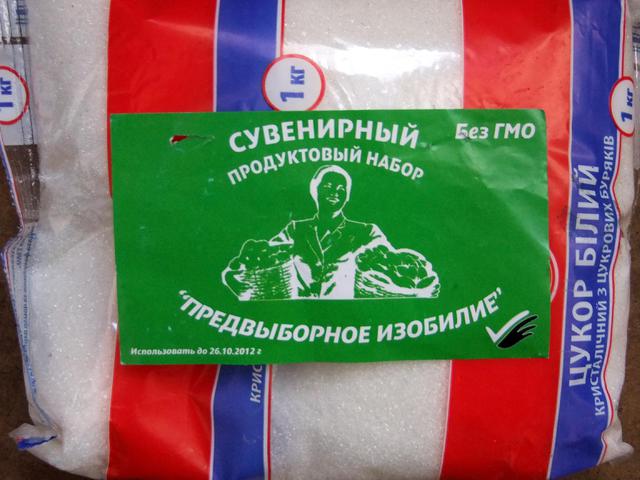 СУВЕНИРНЫЙ
Без ГМО
ПРОДУКТОВЫЙ НАБОР
"ПРЕДВЫБОРНОЕ ИЗОБИЛИЕ"
Использовать до 26.10.2012 г
1 кг
1 кг
1 кг
ЦУКОР БІЛИЙ
КРИСТАЛІЧНИЙ З ЦУКРОВИХ БУРЯКІВ